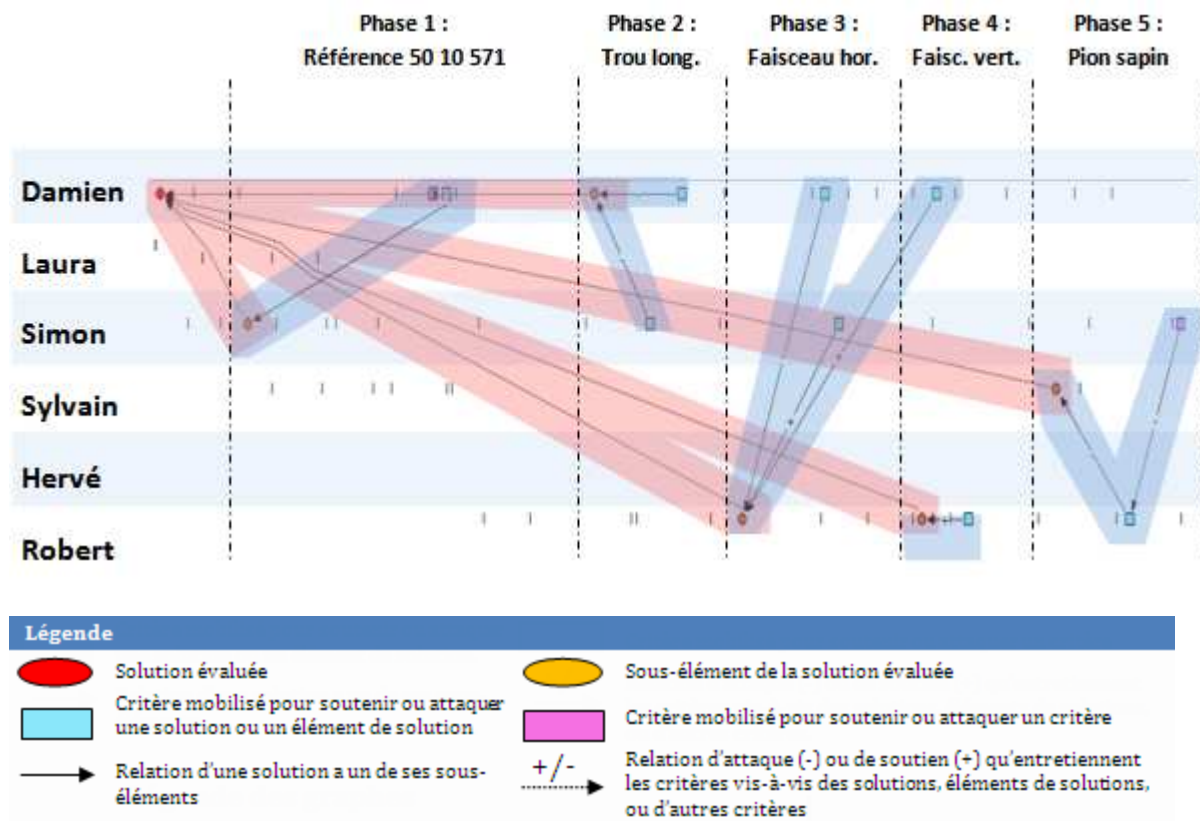 Phase 1 :
Référence 50 10 571
Phase 2 :
Trou long.
Phase 3 :
Faisceau hor.
Phase 4 :
Faisc. vert.
Phase 5 :
Pion sapin
Damien
Laura
Simon
Sylvain
Hervé
Robert
Légende
Solution évaluée
Sous-élément de la solution évaluée
Critère mobilisé pour soutenir ou attaquer
une solution ou un élément de solution
Critère mobilisé pour soutenir ou attaquer un critère
Relation d'une solution a un de ses sous-
éléments
+/-
Relation d'attaque (-) ou de soutien (+) qu'entretiennent
les critères vis-à-vis des solutions, éléments de solutions,
ou d'autres critères